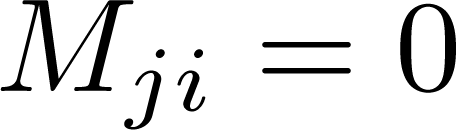 $M_{ji} = 0$